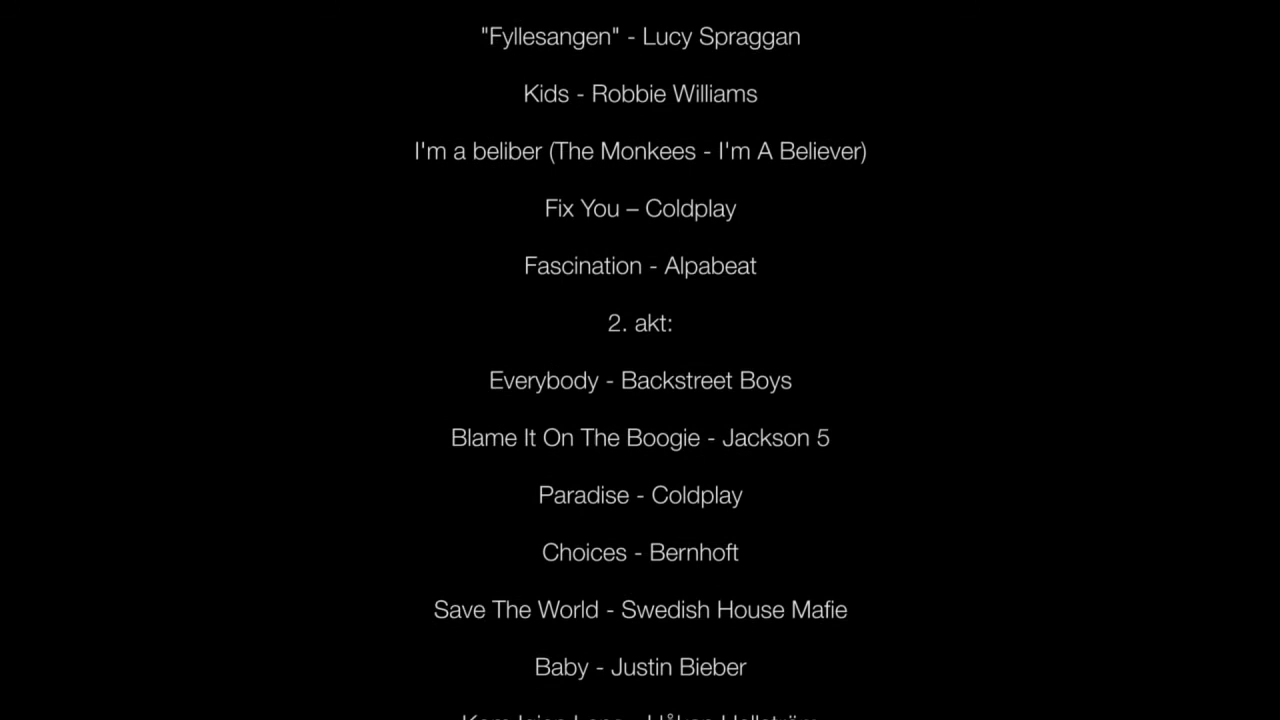 "Fyllesangen" - Lucy Spraggan
Kids - Robbie Williams
I'm a beliber (The Monkees - I'm A Believer)
Fix You – Coldplay
Fascination - Alpabeat
2. akt:
Everybody - Backstreet Boys
Blame It On The Boogie - Jackson 5
Paradise - Coldplay
Choices - Bernhoft
Save The World - Swedish House Mafie
Baby - Justin Bieber